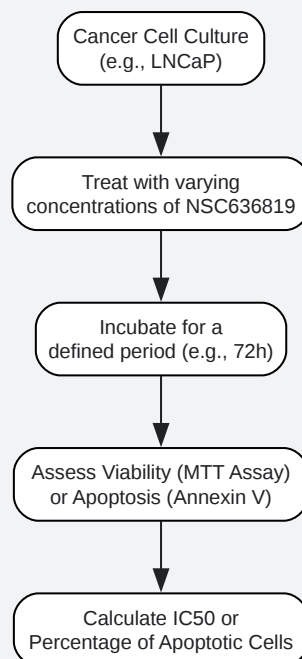 Cancer Cell Culture
(e.g., LNCaP)
Treat with varying
concentrations of NSC636819
Incubate for a
defined period (e.g., 72h)
Assess Viability (MTT Assay)
or Apoptosis (Annexin V)
Calculate IC50 or
Percentage of Apoptotic Cells